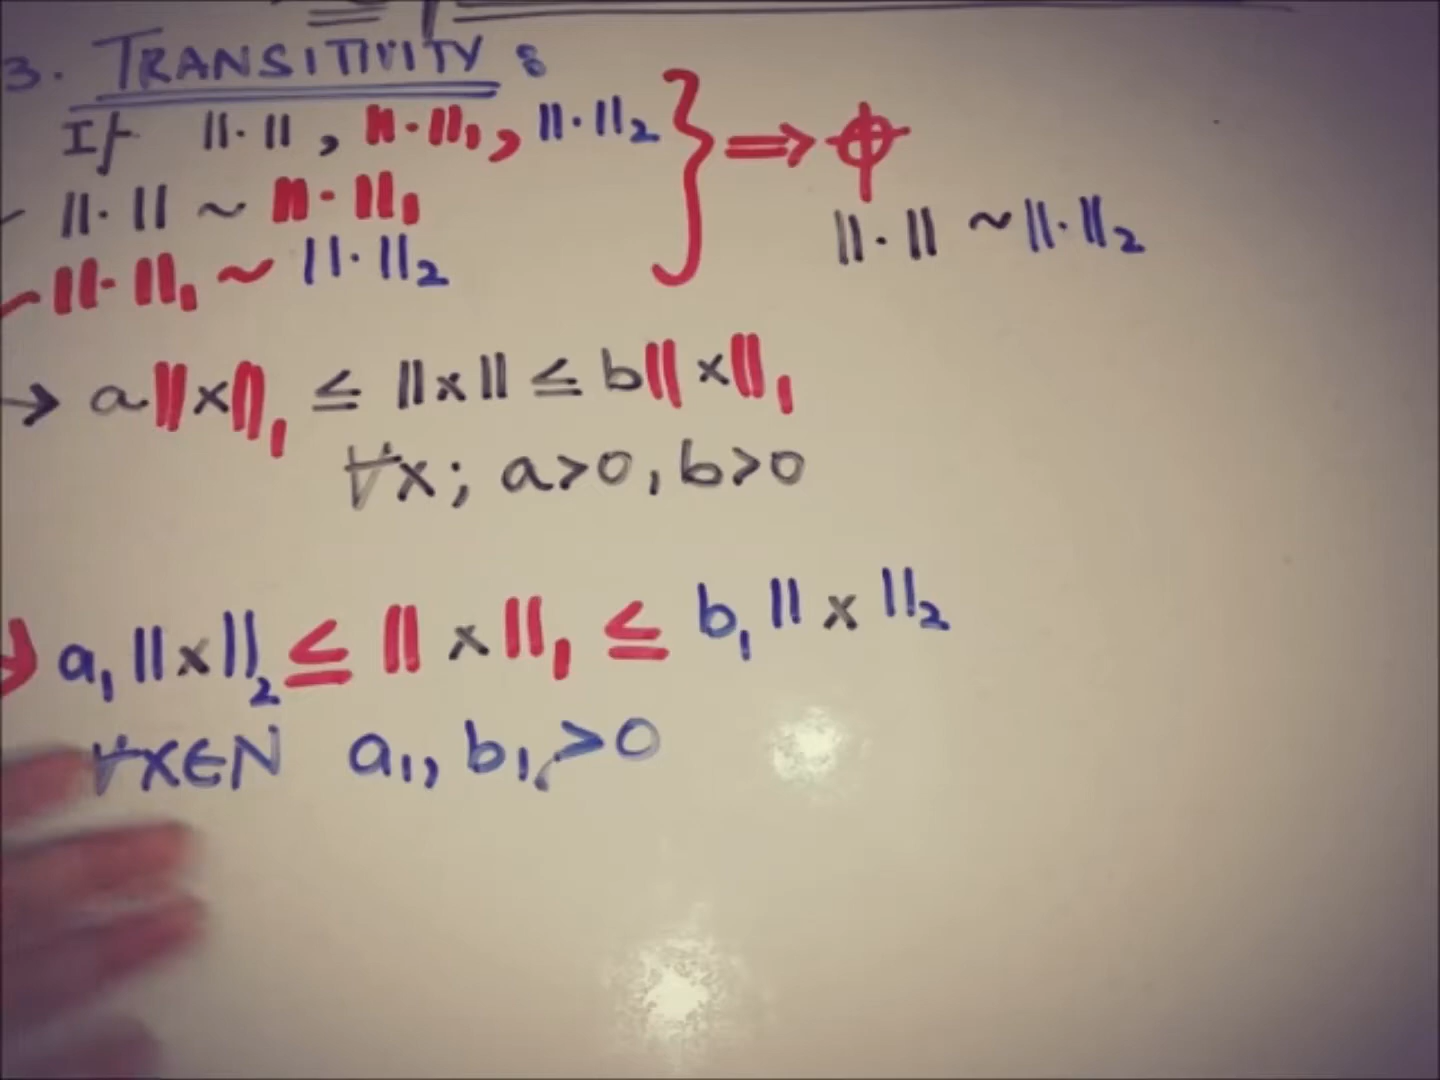 3. TRANSITIVITY :
If ||·|| , ||·||₁ , ||·||₂ } ⇒ ϕ
||·|| ~ ||·||₁
||·|| ~ ||·||₂
||·||₁ ~ ||·||₂
→ a||x||₁ ≤ ||x|| ≤ b||x||₁
∀x ; a>0, b>0
a₁||x||₂ ≤ ||x||₁ ≤ b₁||x||₂
∀x∈N a₁, b₁, >0